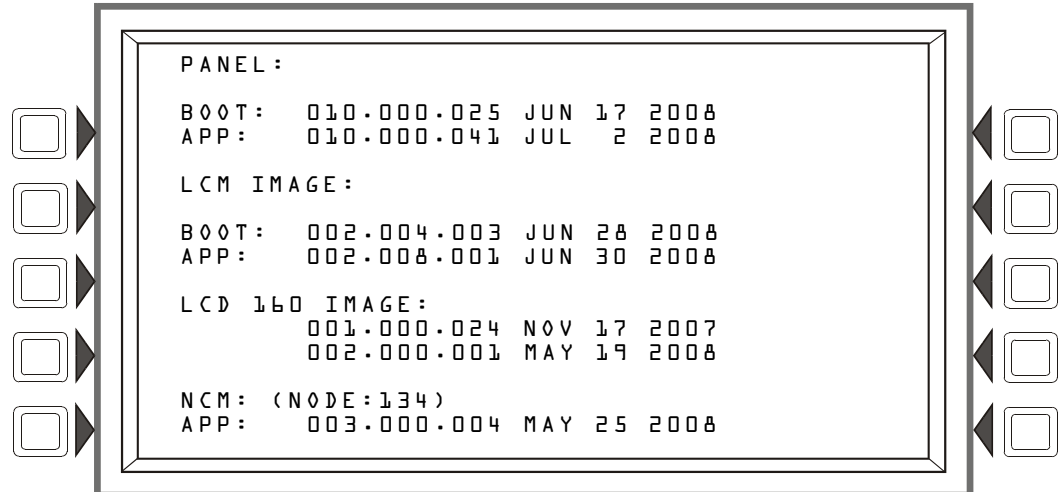 PANEL:
BOOT: 010.000.025 JUN 17 2008
APP: 010.000.041 JUL 2 2008
LCM IMAGE:
BOOT: 002.004.003 JUN 28 2008
APP: 002.008.001 JUN 30 2008
LCD 160 IMAGE:
001.000.024 NOV 17 2007
002.000.001 MAY 19 2008
NCM: (NODE:134)
APP: 003.000.004 MAY 25 2008